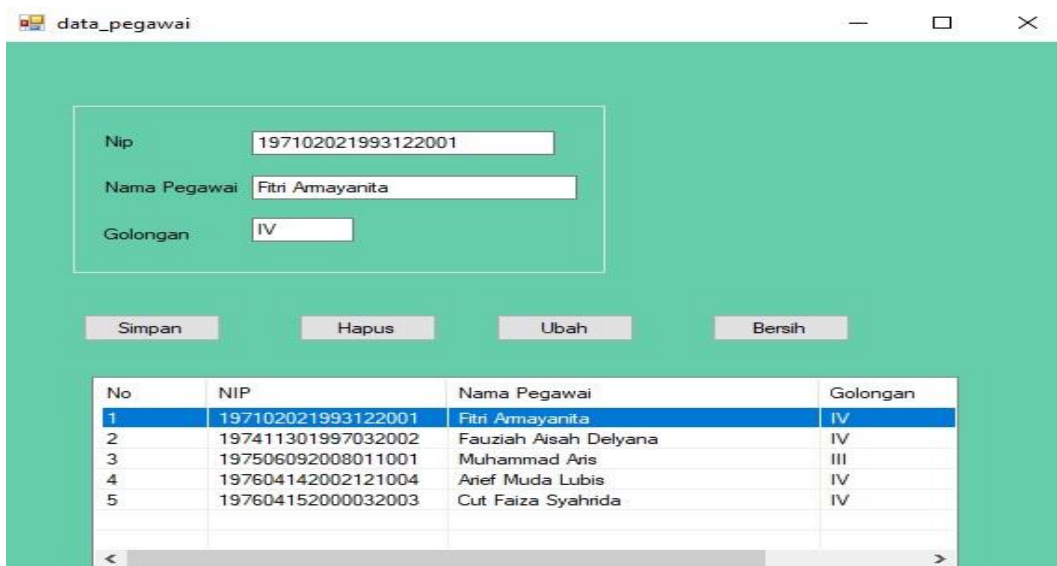 data_pegawai
Nip 197102021993122001
Nama Pegawai Fitri Armayanita
Golongan IV
Simpan Hapus Ubah Bersih
No NIP Nama Pegawai Golongan
1 197102021993122001 Fitri Armayanita IV
2 197411301997032002 Fauziah Aisah Delyana IV
3 197506092008011001 Muhammad Aris III
4 197604142002121004 Arief Muda Lubis IV
5 197604152000032003 Cut Faiza Syahrida IV